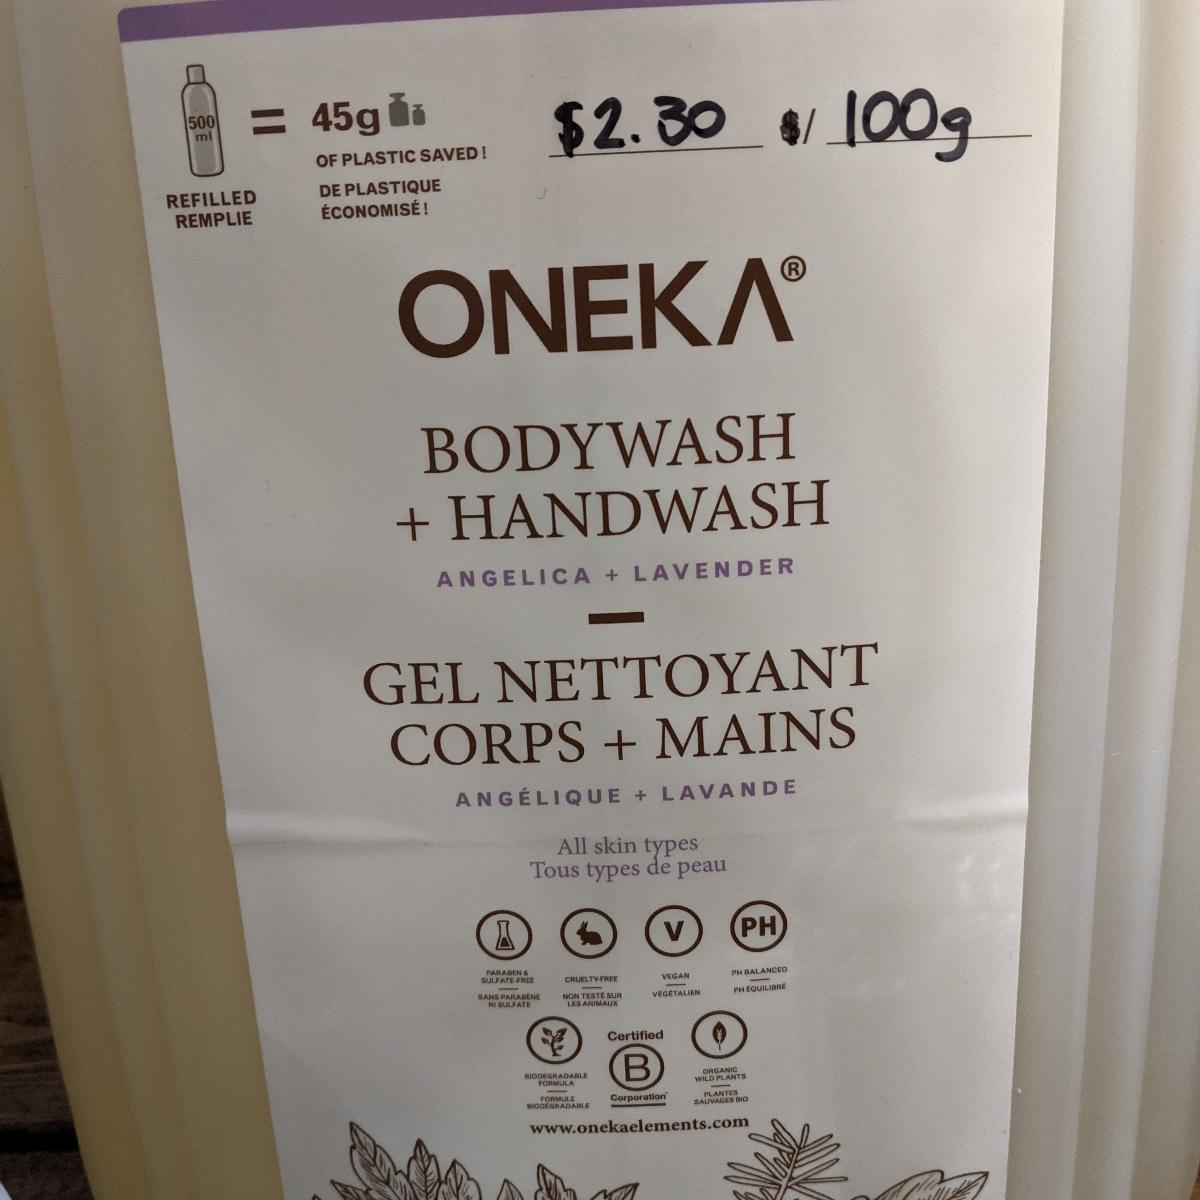 500
ml
= 45g
OF PLASTIC SAVED!
DE PLASTIQUE
ÉCONOMISÉ!
REFILLED
REMPLIE
$2.30 $/ 100g
ONEKA®
BODYWASH
+ HANDWASH
ANGELICA + LAVENDER
GEL NETTOYANT
CORPS + MAINS
ANGÉLIQUE + LAVANDE
All skin types
Tous types de peau
PARABEN &
SULFATE-FREE
SANS PARABÈNE
NI SULFATE
CRUELTY-FREE
NON TESTÉ SUR
LES ANIMAUX
V
VEGAN
VÉGÉTALIEN
PH
PH BALANCED
PH ÉQUILIBRÉ
BIODEGRADABLE
FORMULA
FORMULE
BIODÉGRADABLE
Certified
B
Corporation
ORGANIC
WILD PLANTS
PLANTES
SAUVAGES BIO
www.onekaelements.com